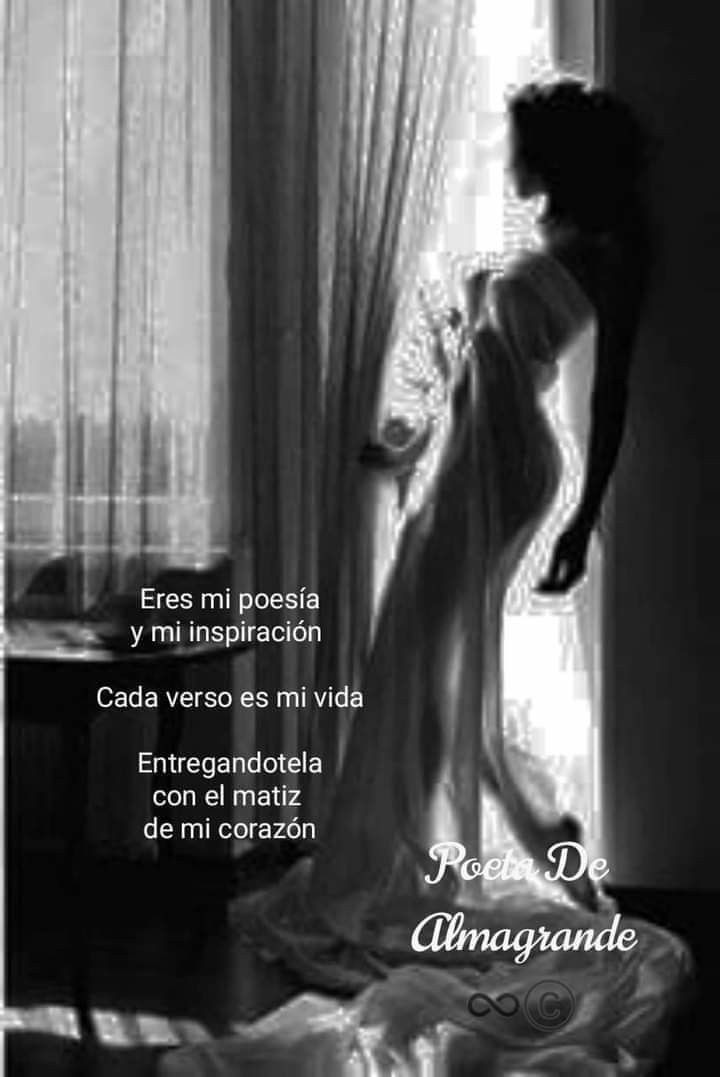 Eres mi poesía
y mi inspiración
Cada verso es mi vida
Entregandotela
con el matiz
de mi corazón
Poeta De
Almagrande
∞©